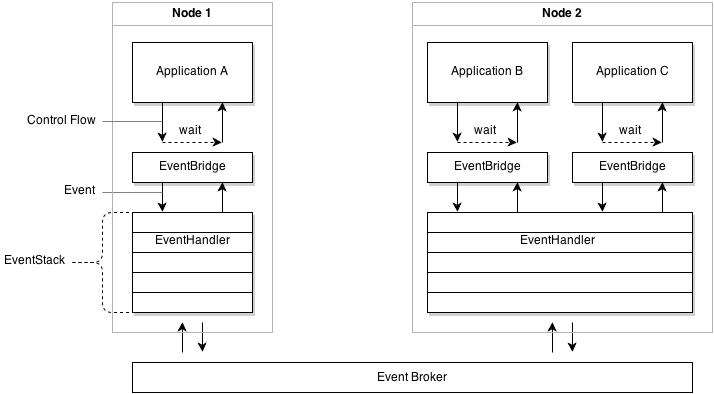 Node 1
Node 2
Application A
Application B
Application C
Control Flow
wait
wait
wait
EventBridge
EventBridge
EventBridge
Event
EventHandler
EventHandler
EventStack
Event Broker